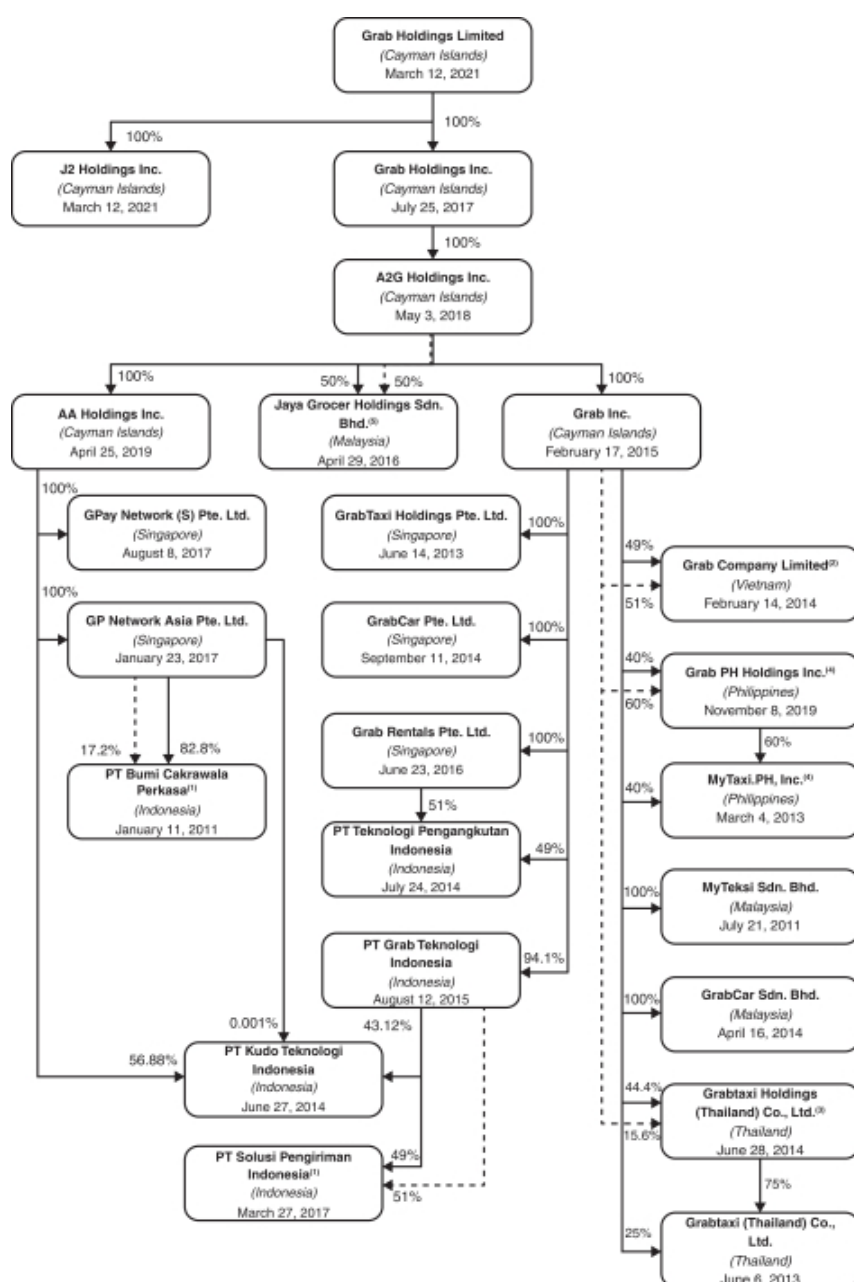 Grab Holdings Limited
(Cayman Islands)
March 12, 2021
100%
100%
J2 Holdings Inc.
(Cayman Islands)
March 12, 2021
Grab Holdings Inc.
(Cayman Islands)
July 25, 2017
100%
A2G Holdings Inc.
(Cayman Islands)
May 3, 2018
100%
50%
50%
100%
AA Holdings Inc.
(Cayman Islands)
April 25, 2019
Jaya Grocer Holdings Sdn.
Bhd.(5)
(Malaysia)
April 29, 2016
Grab Inc.
(Cayman Islands)
February 17, 2015
100%
GPay Network (S) Pte. Ltd.
(Singapore)
August 8, 2017
GrabTaxi Holdings Pte. Ltd.
(Singapore)
June 14, 2013
100%
49%
Grab Company Limited(2)
(Vietnam)
February 14, 2014
51%
100%
GP Network Asia Pte. Ltd.
(Singapore)
January 23, 2017
GrabCar Pte. Ltd.
(Singapore)
September 11, 2014
100%
40%
Grab PH Holdings Inc.(4)
(Philippines)
November 8, 2019
60%
60%
17.2%
82.8%
PT Bumi Cakrawala
Perkasa(1)
(Indonesia)
January 11, 2011
Grab Rentals Pte. Ltd.
(Singapore)
June 23, 2016
100%
51%
40%
MyTaxi.PH, Inc.(4)
(Philippines)
March 4, 2013
PT Teknologi Pengangkutan
Indonesia
(Indonesia)
July 24, 2014
49%
100%
MyTeksi Sdn. Bhd.
(Malaysia)
July 21, 2011
PT Grab Teknologi
Indonesia
(Indonesia)
August 12, 2015
94.1%
100%
GrabCar Sdn. Bhd.
(Malaysia)
April 16, 2014
0.001%
43.12%
56.88%
PT Kudo Teknologi
Indonesia
(Indonesia)
June 27, 2014
44.4%
Grabtaxi Holdings
(Thailand) Co., Ltd.(3)
(Thailand)
June 28, 2014
15.6%
75%
49%
PT Solusi Pengiriman
Indonesia(1)
(Indonesia)
March 27, 2017
51%
25%
Grabtaxi (Thailand) Co.,
Ltd.
(Thailand)
June 6, 2013